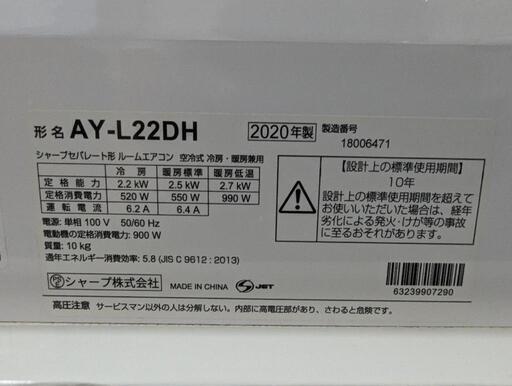 形名 AY-L22DH 2020年製 製造番号
18006471
シャープセパレート形 ルームエアコン 空冷式 冷房・暖房兼用
冷房 暖房標準 暖房低温
定格能力 2.2 kW 2.5 kW 2.7 kW
定格消費電力 520 W 550 W 990 W
運転電流 6.2 A 6.4 A
電源: 単相 100 V 50/60 Hz
電動機の定格消費電力: 900 W
質量: 10 kg
通年エネルギー消費効率: 5.8 (JIS C 9612 : 2013)
シャープ株式会社 MADE IN CHINA S JET
【設計上の標準使用期間】
10年
設計上の標準使用期間を超えて
お使いいただいた場合は、経年
劣化による発火・けが等の事故
に至るおそれがあります。
63239907290
高圧注意 サービスマン以外の人は分解しない。内部に高電圧部があり、さわると危険です。